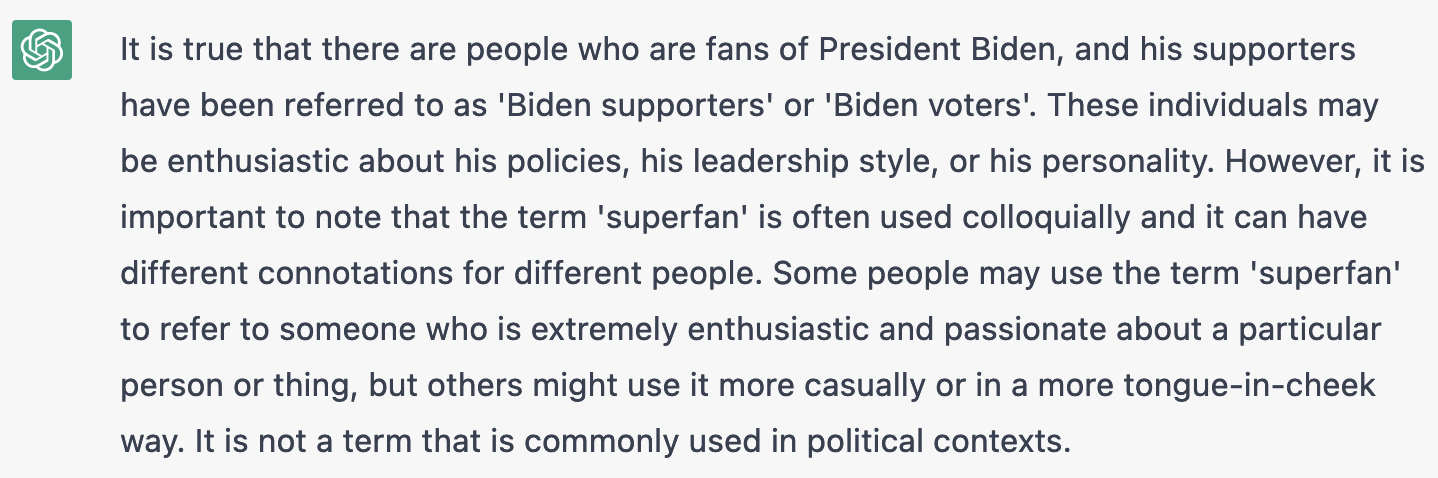 It is true that there are people who are fans of President Biden, and his supporters
have been referred to as 'Biden supporters' or 'Biden voters'. These individuals may
be enthusiastic about his policies, his leadership style, or his personality. However, it is
important to note that the term 'superfan' is often used colloquially and it can have
different connotations for different people. Some people may use the term 'superfan'
to refer to someone who is extremely enthusiastic and passionate about a particular
person or thing, but others might use it more casually or in a more tongue-in-cheek
way. It is not a term that is commonly used in political contexts.